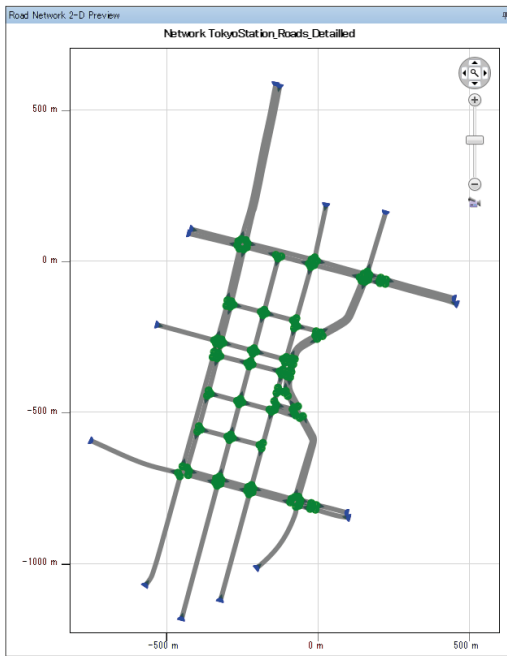 Road Network 2-D Preview
Network TokyoStation_Roads_Detailled
500 m
0 m
-500 m
-1000 m
-500 m
0 m
500 m